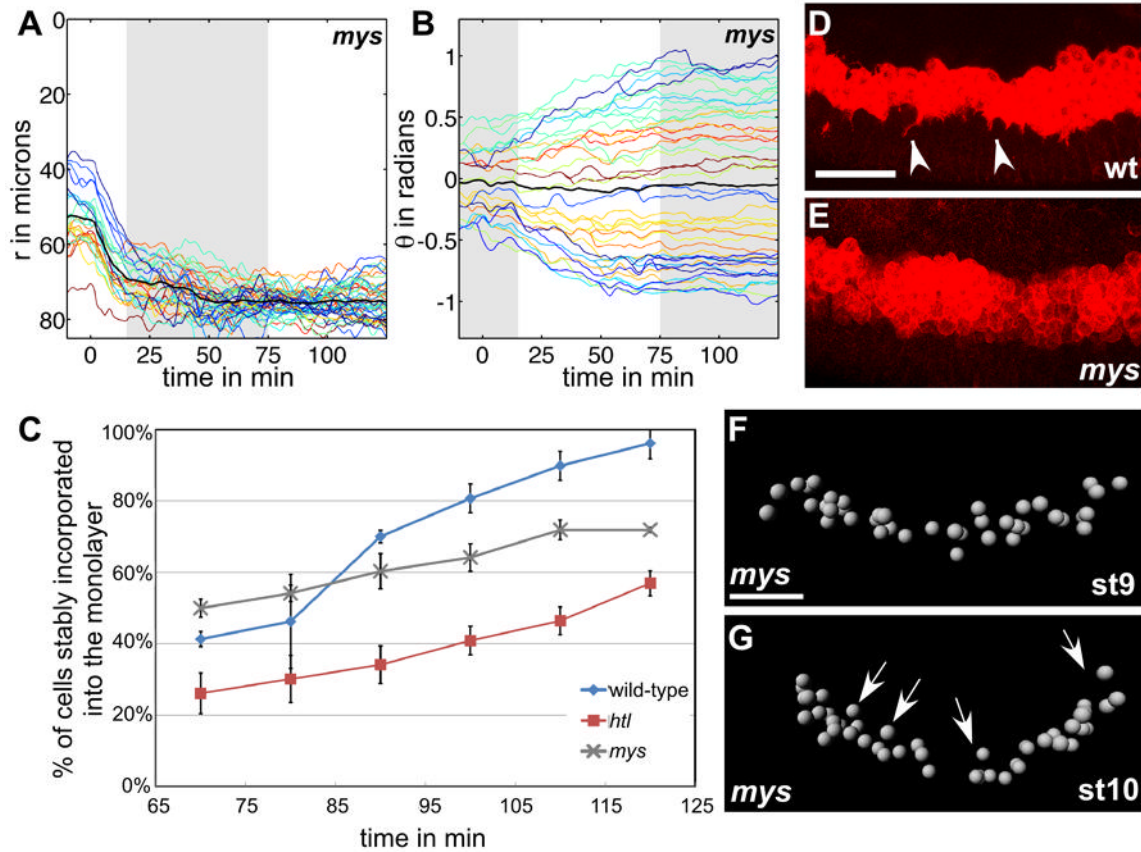 A
mys
r in microns
0
20
40
60
80
0
25
50
75
100
time in min
B
mys
θ in radians
1
0.5
0
-0.5
-1
0
25
50
75
100
time in min
D
wt
E
mys
C
% of cells stably incorporated
into the monolayer
100%
80%
60%
40%
20%
0%
65
75
85
95
105
115
125
time in min
wild-type
htl
mys
F
mys
st9
G
mys
st10